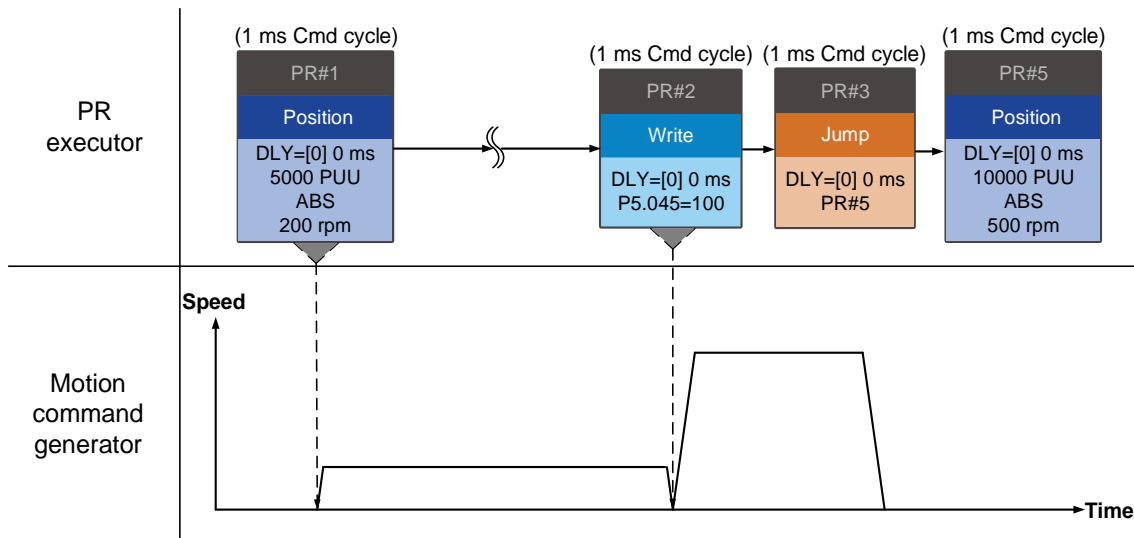 PR
executor
(1 ms Cmd cycle)
PR#1
Position
DLY=[0] 0 ms
5000 PUU
ABS
200 rpm
(1 ms Cmd cycle)
PR#2
Write
DLY=[0] 0 ms
P5.045=100
(1 ms Cmd cycle)
PR#3
Jump
DLY=[0] 0 ms
PR#5
(1 ms Cmd cycle)
PR#5
Position
DLY=[0] 0 ms
10000 PUU
ABS
500 rpm
Motion
command
generator
Speed
Time